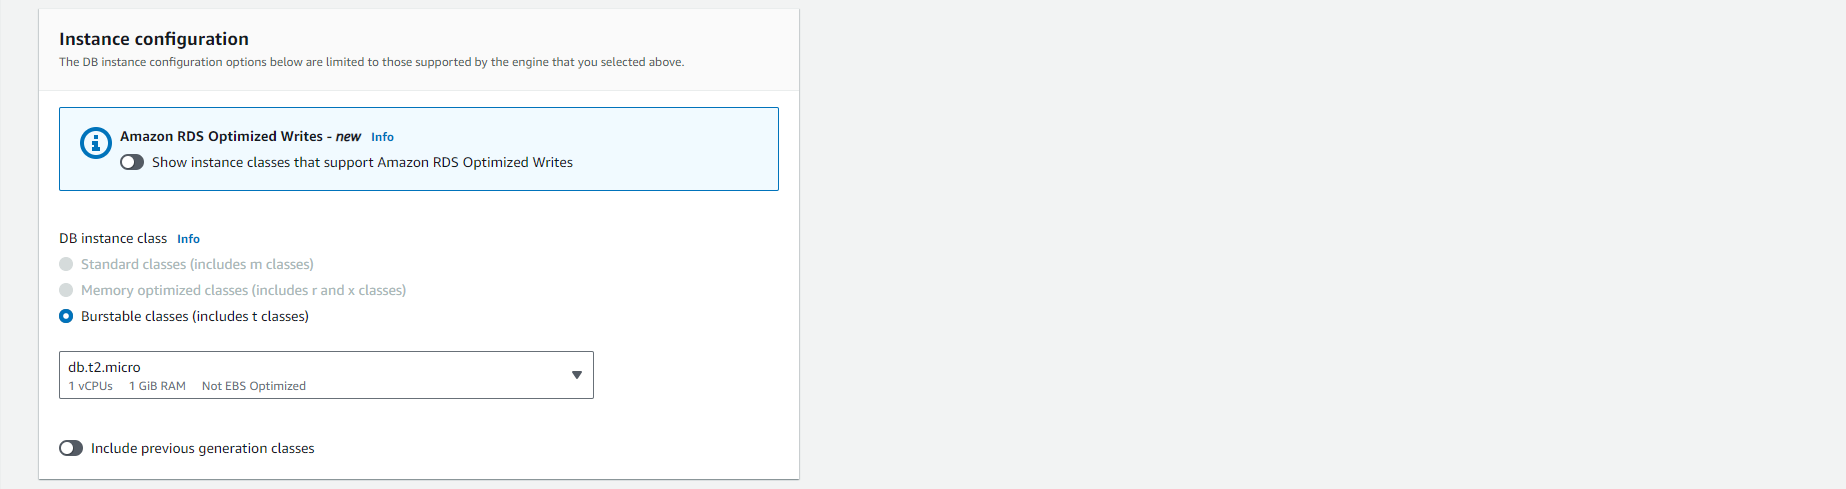 Instance configuration
The DB instance configuration options below are limited to those supported by the engine that you selected above.
Amazon RDS Optimized Writes - new Info
Show instance classes that support Amazon RDS Optimized Writes
DB instance class Info
Standard classes (includes m classes)
Memory optimized classes (includes r and x classes)
Burstable classes (includes t classes)
db.t2.micro
1 vCPUs 1 GiB RAM Not EBS Optimized
Include previous generation classes